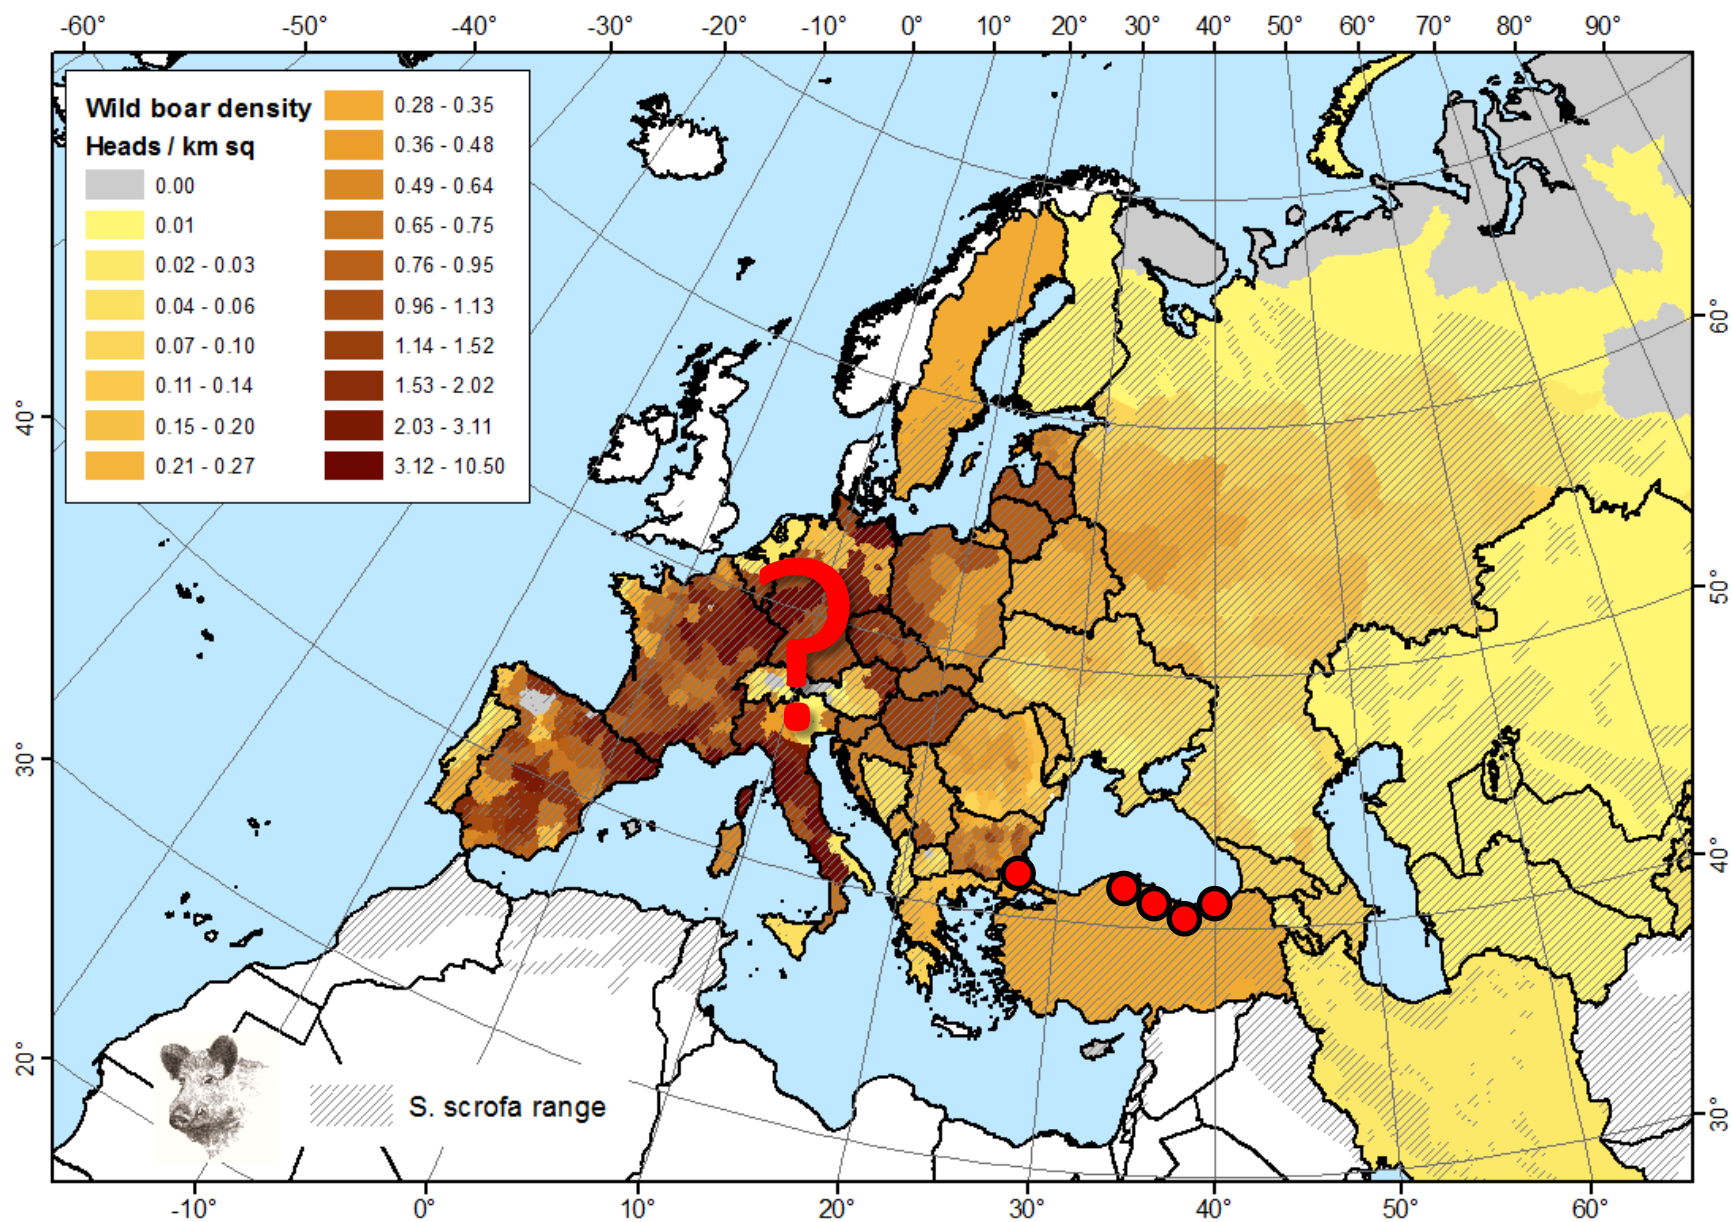 -60° -50° -40° -30° -20° -10° 0° 10° 20° 30° 40° 50° 60° 70° 80° 90°
Wild boar density
Heads / km sq
0.00
0.01
0.02 - 0.03
0.04 - 0.06
0.07 - 0.10
0.11 - 0.14
0.15 - 0.20
0.21 - 0.27
0.28 - 0.35
0.36 - 0.48
0.49 - 0.64
0.65 - 0.75
0.76 - 0.95
0.96 - 1.13
1.14 - 1.52
1.53 - 2.02
2.03 - 3.11
3.12 - 10.50
40°
30°
20°
?
60°
50°
40°
30°
S. scrofa range
-10° 0° 10° 20° 30° 40° 50° 60°